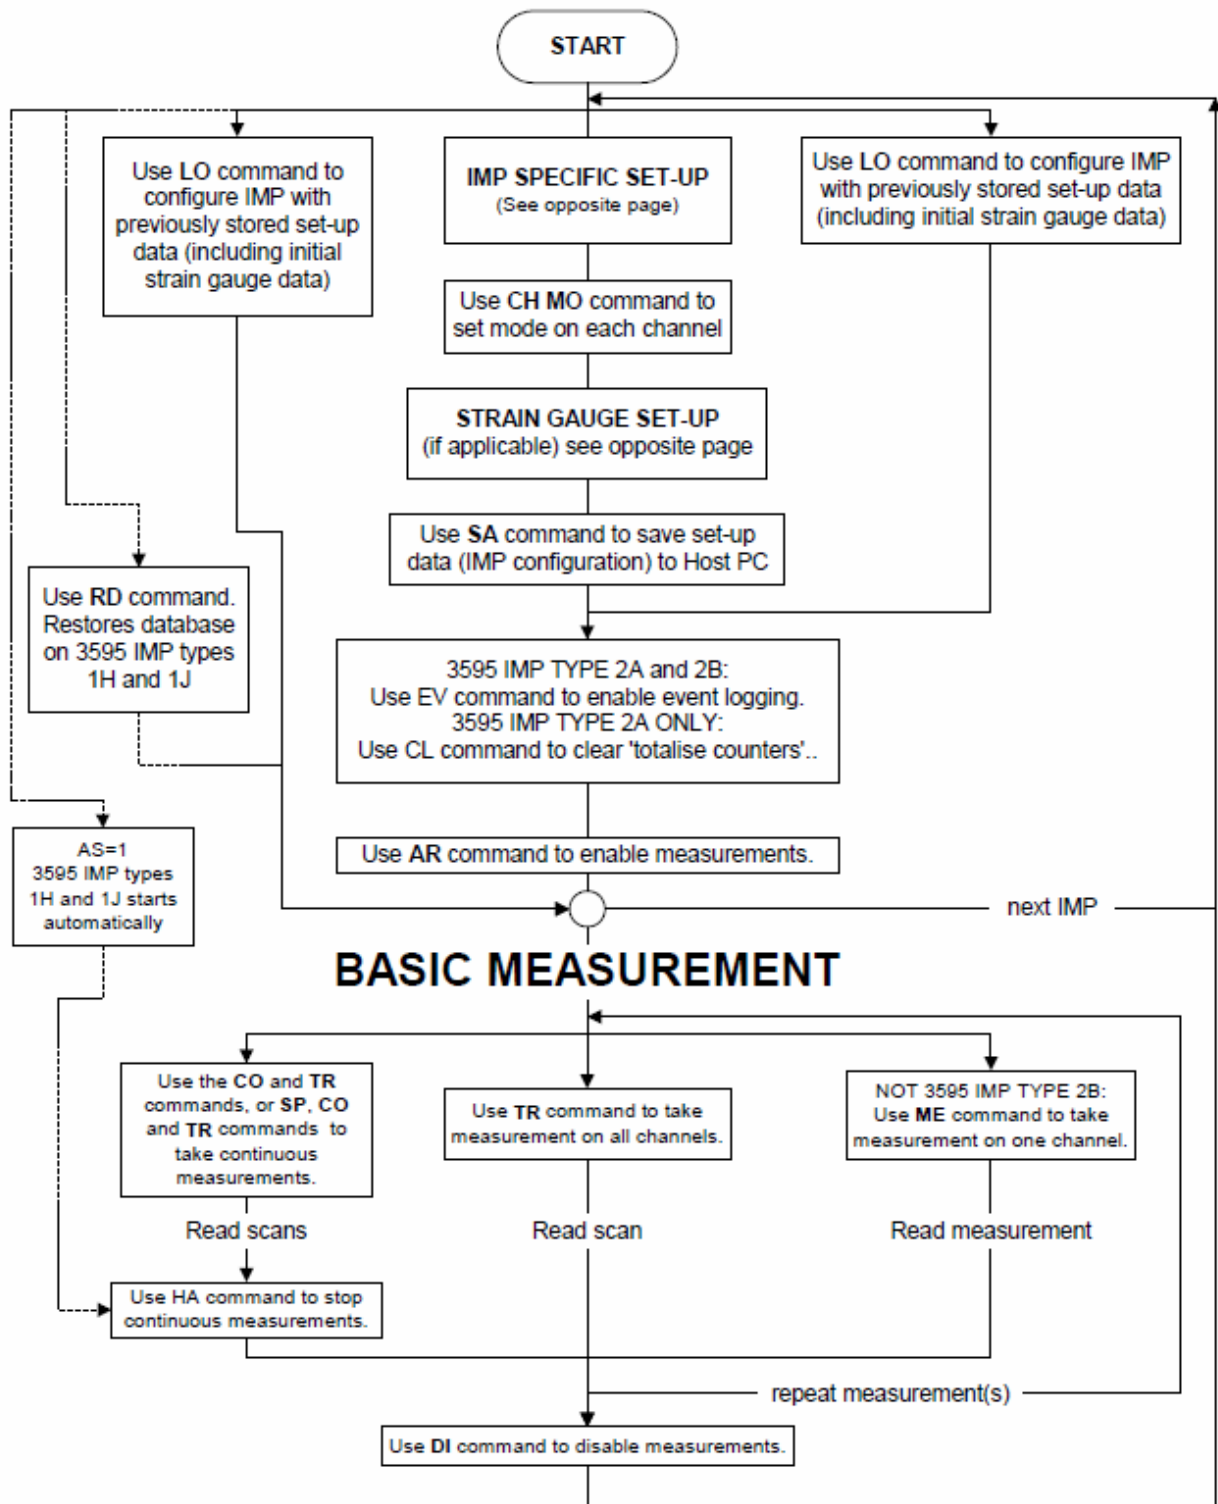 START
Use LO command to
configure IMP with
previously stored set-up
data (including initial
strain gauge data)
IMP SPECIFIC SET-UP
(See opposite page)
Use LO command to configure IMP
with previously stored set-up data
(including initial strain gauge data)
Use CH MO command to
set mode on each channel
STRAIN GAUGE SET-UP
(if applicable) see opposite page
Use SA command to save set-up
data (IMP configuration) to Host PC
Use RD command.
Restores database
on 3595 IMP types
1H and 1J
3595 IMP TYPE 2A and 2B:
Use EV command to enable event logging.
3595 IMP TYPE 2A ONLY:
Use CL command to clear 'totalise counters'..
AS=1
3595 IMP types
1H and 1J starts
automatically
Use AR command to enable measurements.
next IMP
BASIC MEASUREMENT
Use the CO and TR
commands, or SP, CO
and TR commands to
take continuous
measurements.
Use TR command to take
measurement on all channels.
NOT 3595 IMP TYPE 2B:
Use ME command to take
measurement on one channel.
Read scans
Read scan
Read measurement
Use HA command to stop
continuous measurements.
repeat measurement(s)
Use DI command to disable measurements.